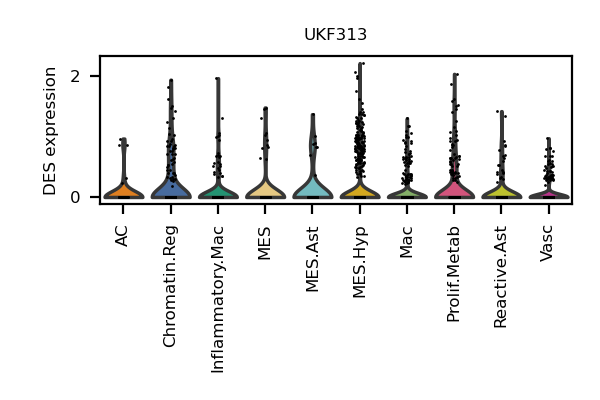 UKF313
DES expression
2
0
AC
Chromatin.Reg
Inflammatory.Mac
MES
MES.Ast
MES.Hyp
Mac
Prolif.Metab
Reactive.Ast
Vasc